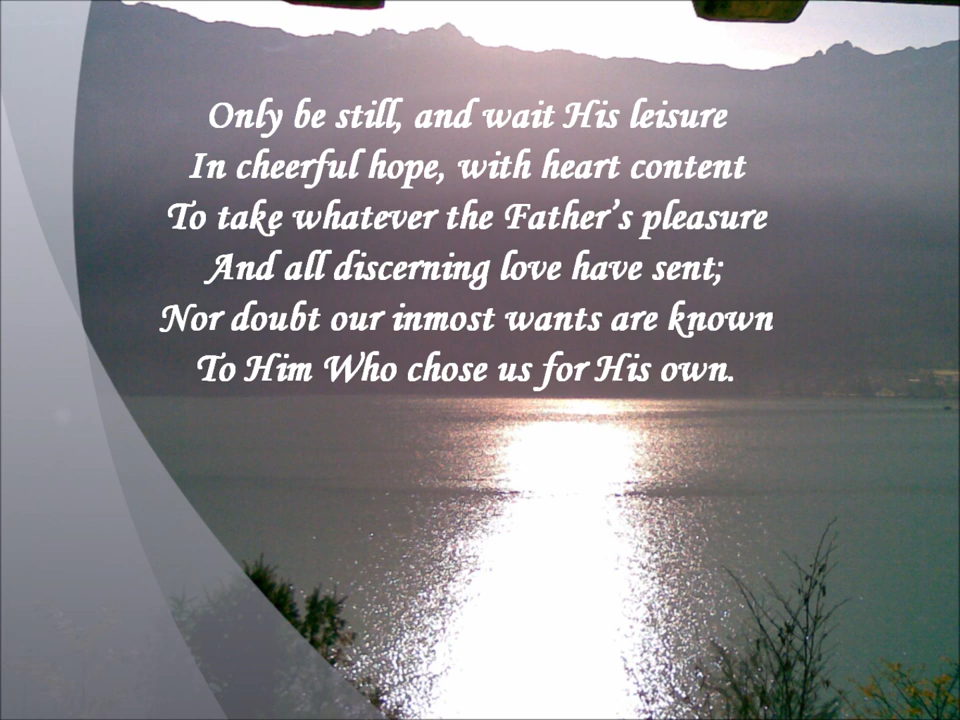 Only be still, and wait His leisure
In cheerful hope, with heart content
To take whatever the Father’s pleasure
And all discerning love have sent;
Nor doubt our inmost wants are known
To Him Who chose us for His own.